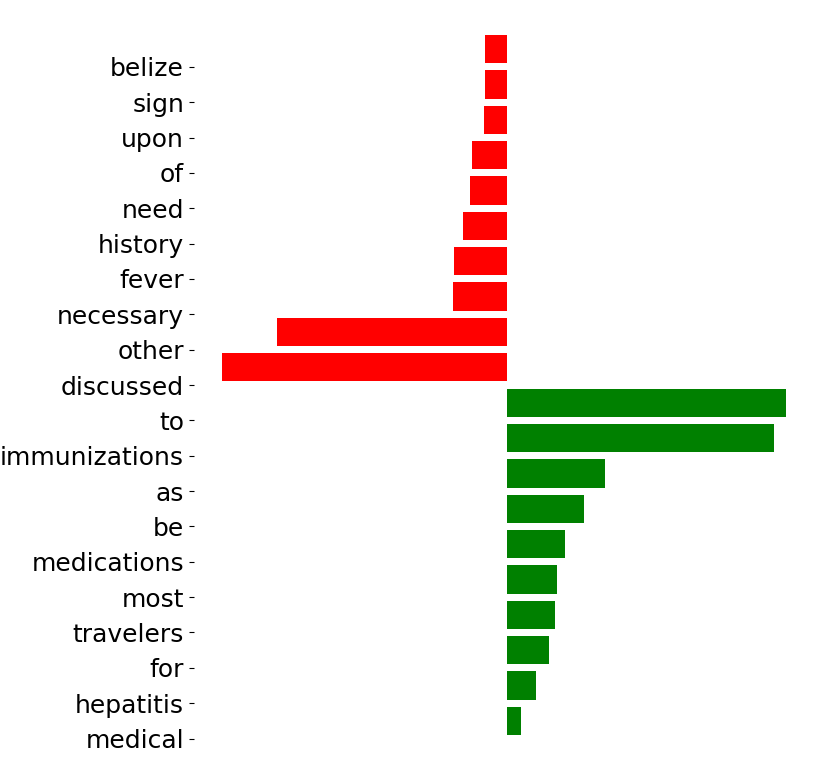 belize
sign
upon
of
need
history
fever
necessary
other
discussed
to
immunizations
as
be
medications
most
travelers
for
hepatitis
medical